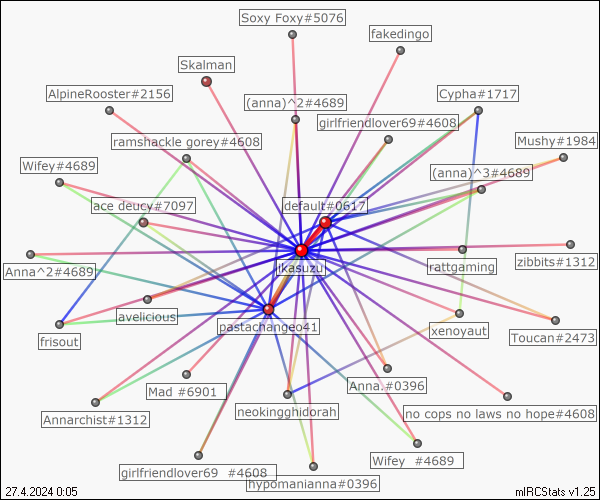 Soxy Foxy#5076
fakedingo
Skalman
AlpineRooster#2156
(anna)^2#4689
Cypha#1717
girlfriendlover69#4608
ramshackle gorey#4608
Mushy#1984
Wifey#4689
(anna)^3#4689
ace deucy#7097
default#0617
Anna^2#4689
jikasuzu
rattgaming
zibbits#1312
avelicious
pastachangeo41
xenoyaut
frisout
Toucan#2473
Mad #6901
Anna.#0396
Annarchist#1312
neokingghidorah
no cops no laws no hope#4608
girlfriendlover69 #4608
Wifey #4689
hypomanianna#0396
27.4.2024 0:05
mIRCStats v1.25